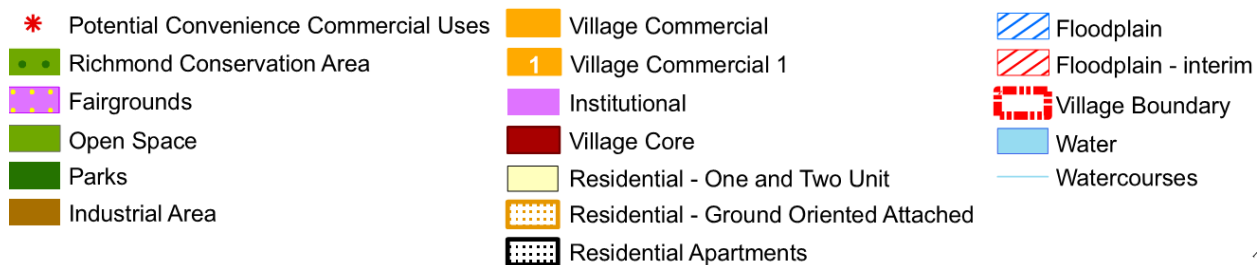 Potential Convenience Commercial Uses
Richmond Conservation Area
Fairgrounds
Open Space
Parks
Industrial Area
Village Commercial
1 Village Commercial 1
Institutional
Village Core
Residential - One and Two Unit
Residential - Ground Oriented Attached
Residential Apartments
Floodplain
Floodplain - interim
Village Boundary
Water
Watercourses